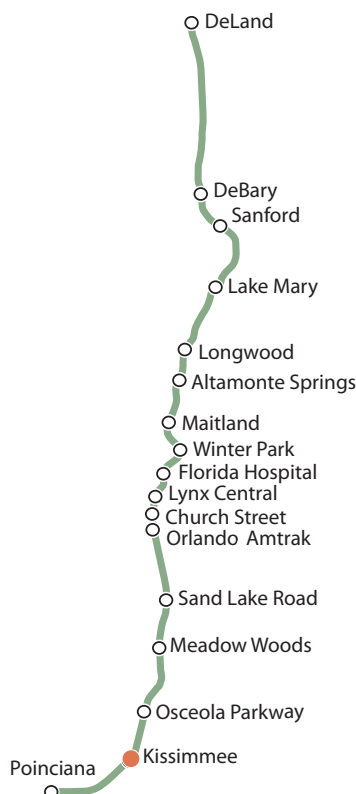 DeLand
DeBary
Sanford
Lake Mary
Longwood
Altamonte Springs
Maitland
Winter Park
Florida Hospital
Lynx Central
Church Street
Orlando Amtrak
Sand Lake Road
Meadow Woods
Osceola Parkway
Kissimmee
Poinciana